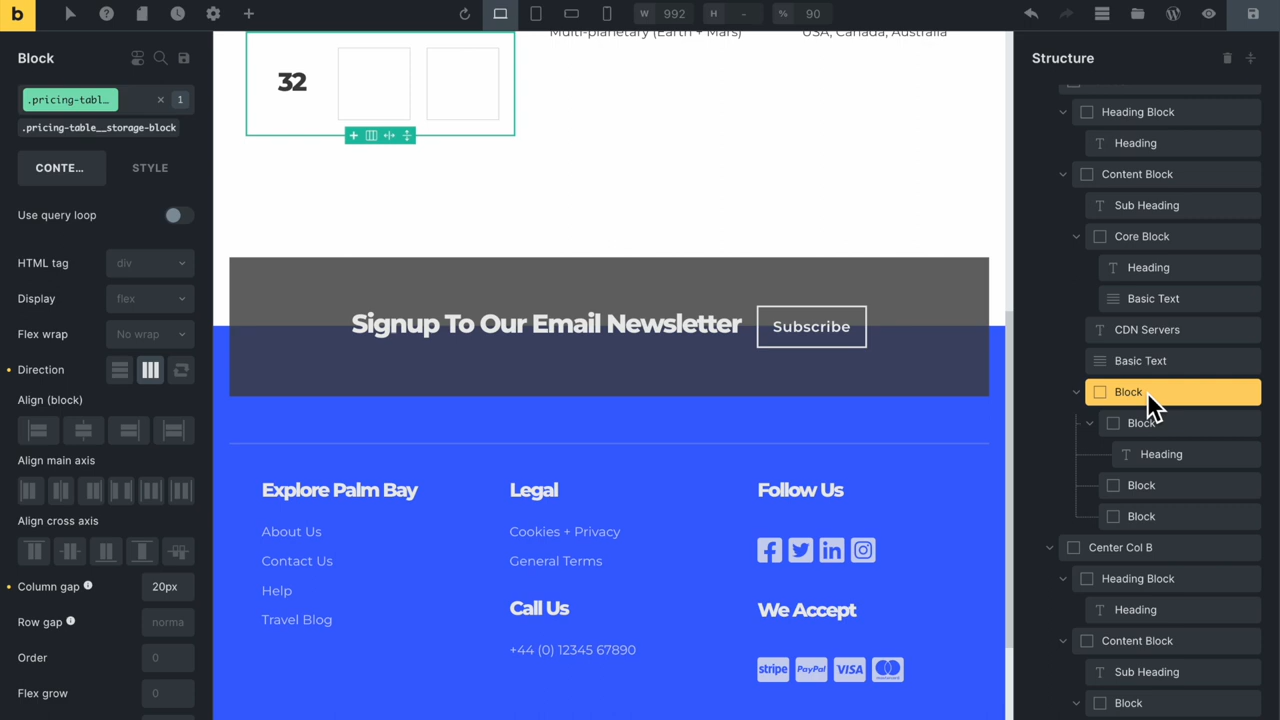 b
W 992 H - % 90
Block
.pricing-tabl… × 1
.pricing-table__storage-block
CONTE… STYLE
Use query loop
HTML tag div
Display flex
Flex wrap No wrap
Direction
Align (block)
Align main axis
Align cross axis
Column gap 20px
Row gap norma
Order 0
Flex grow 0
Multi-planetary (Earth + Mars) USA, Canada, Australia
32
Signup To Our Email Newsletter
Subscribe
Explore Palm Bay
About Us
Contact Us
Help
Travel Blog
Legal
Cookies + Privacy
General Terms
Call Us
+44 (0) 12345 67890
Follow Us
We Accept
stripe PayPal VISA mastercard
Structure
Heading Block
Heading
Content Block
Sub Heading
Core Block
Heading
Basic Text
CDN Servers
Basic Text
Block
Block
Heading
Block
Block
Center Col B
Heading Block
Heading
Content Block
Sub Heading
Block